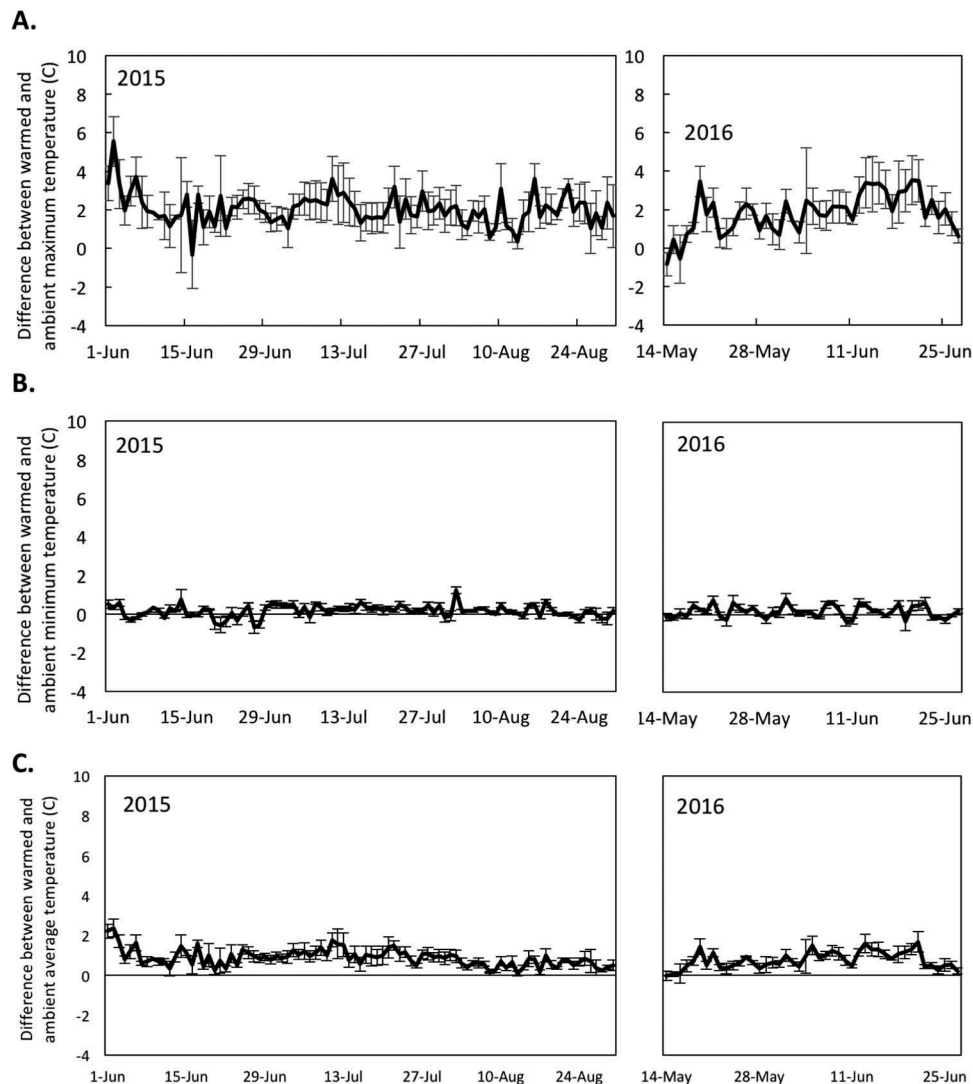 A.
Difference between warmed and
ambient maximum temperature (C)
10
8
6
4
2
0
-2
-4
2015
1-Jun 15-Jun 29-Jun 13-Jul 27-Jul 10-Aug 24-Aug
10
8
6
4
2
0
-2
-4
2016
14-May 28-May 11-Jun 25-Jun
B.
Difference between warmed and
ambient minimum temperature (C)
10
8
6
4
2
0
-2
-4
2015
1-Jun 15-Jun 29-Jun 13-Jul 27-Jul 10-Aug 24-Aug
2016
14-May 28-May 11-Jun 25-Jun
C.
Difference between warmed and
ambient average temperature (C)
10
8
6
4
2
0
-2
-4
2015
1-Jun 15-Jun 29-Jun 13-Jul 27-Jul 10-Aug 24-Aug
2016
14-May 28-May 11-Jun 25-Jun